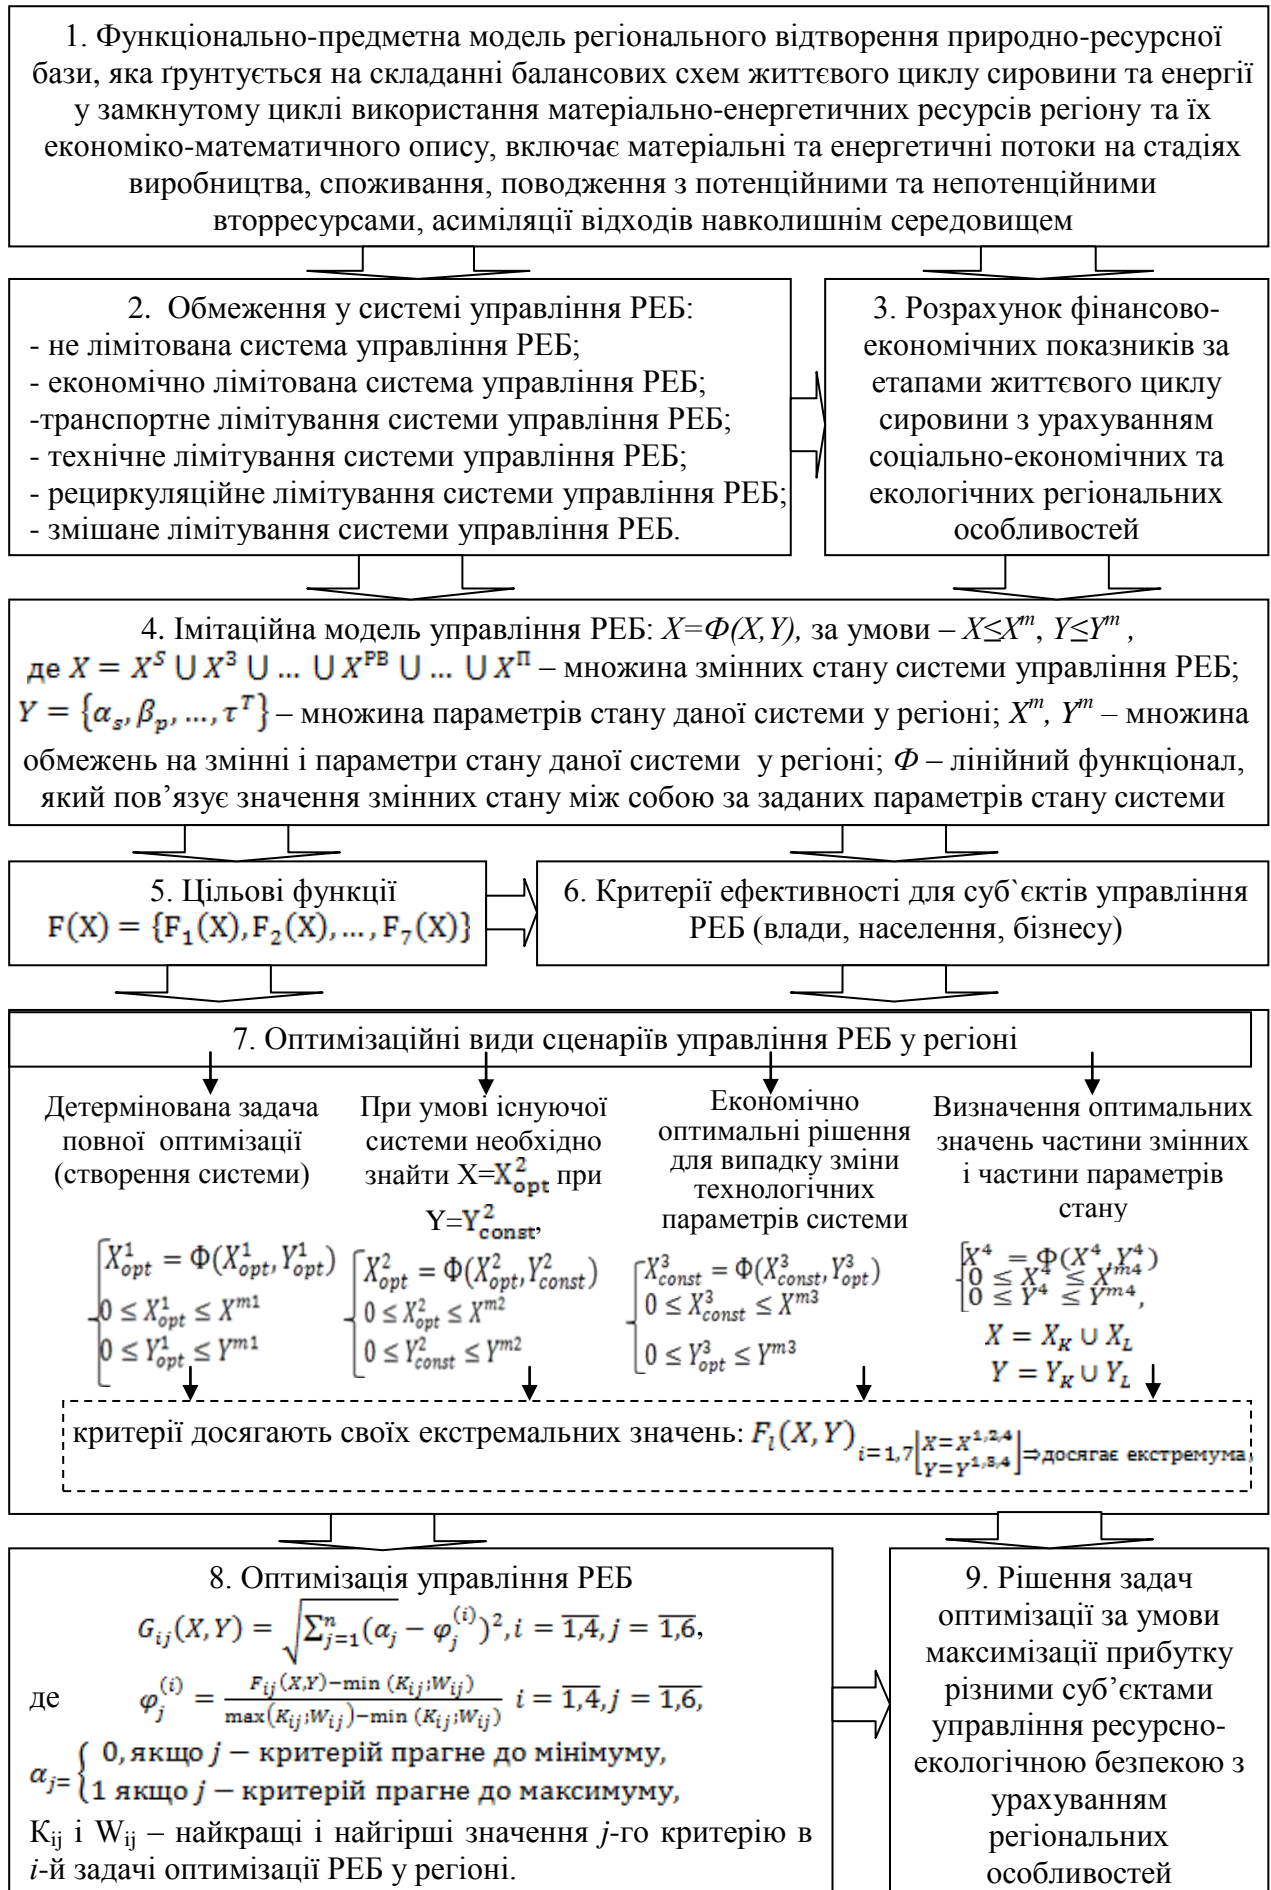 1. Функціонально-предметна модель регіонального відтворення природно-ресурсної
бази, яка ґрунтується на складанні балансових схем життєвого циклу сировини та енергії
у замкнутому циклі використання матеріально-енергетичних ресурсів регіону та їх
економіко-математичного опису, включає матеріальні та енергетичні потоки на стадіях
виробництва, споживання, поводження з потенційними та непотенційними
вторресурсами, асиміляції відходів навколишнім середовищем
2. Обмеження у системі управління РЕБ:
- не лімітована система управління РЕБ;
- економічно лімітована система управління РЕБ;
-транспортне лімітування системи управління РЕБ;
- технічне лімітування системи управління РЕБ;
- рециркуляційне лімітування системи управління РЕБ;
- змішане лімітування системи управління РЕБ.
3. Розрахунок фінансово-
економічних показників за
етапами життєвого циклу
сировини з урахуванням
соціально-економічних та
екологічних регіональних
особливостей
4. Імітаційна модель управління РЕБ: X=Φ(X,Y), за умови – X≤X^m, Y≤Y^m ,
де X = X^S ∪ X^З ∪ … ∪ X^РВ ∪ … ∪ X^П – множина змінних стану системи управління РЕБ;
Y = {α_s, β_p, …, τ^T} – множина параметрів стану даної системи у регіоні; X^m, Y^m – множина
обмежень на змінні і параметри стану даної системи у регіоні; Φ – лінійний функціонал,
який пов’язує значення змінних стану між собою за заданих параметрів стану системи
5. Цільові функції
F(X) = {F_1(X), F_2(X), …, F_7(X)}
6. Критерії ефективності для суб`єктів управління
РЕБ (влади, населення, бізнесу)
7. Оптимізаційні види сценаріїв управління РЕБ у регіоні
Детермінована задача
повної оптимізації
(створення системи)
X^1_opt = Φ(X^1_opt, Y^1_opt)
0 ≤ X^1_opt ≤ X^m1
0 ≤ Y^1_opt ≤ Y^m1
При умові існуючої
системи необхідно
знайти X=X^2_opt при
Y=Y^2_const,
X^2_opt = Φ(X^2_opt, Y^2_const)
0 ≤ X^2_opt ≤ X^m2
0 ≤ Y^2_const ≤ Y^m2
Економічно
оптимальні рішення
для випадку зміни
технологічних
параметрів системи
X^3_const = Φ(X^3_const, Y^3_opt)
0 ≤ X^3_const ≤ X^m3
0 ≤ Y^3_opt ≤ Y^m3
Визначення оптимальних
значень частини змінних
і частини параметрів
стану
X^4 = Φ(X^4, Y^4)
0 ≤ X^4 ≤ X^m4
0 ≤ Y^4 ≤ Y^m4,
X = X_K ∪ X_L
Y = Y_K ∪ Y_L
критерії досягають своїх екстремальних значень: F_i(X, Y) i=1,7 [X=X^1,2,4 Y=Y^1,3,4] ⇒досягає екстремума,
8. Оптимізація управління РЕБ
G_ij(X, Y) = √(∑_{j=1}^n (α_j − φ_j^(i))^2, i = 1,4, j = 1,6,
де φ_j^(i) = (F_ij(X,Y)−min (K_ij;W_ij)) / (max(K_ij;W_ij)−min (K_ij;W_ij)) i = 1,4, j = 1,6,
α_j= { 0, якщо j − критерій прагне до мінімуму,
1 якщо j − критерій прагне до максимуму,
K_ij і W_ij – найкращі і найгірші значення j-го критерію в
i-й задачі оптимізації РЕБ у регіоні.
9. Рішення задач
оптимізації за умови
максимізації прибутку
різними суб’єктами
управління ресурсно-
екологічною безпекою з
урахуванням
регіональних
особливостей